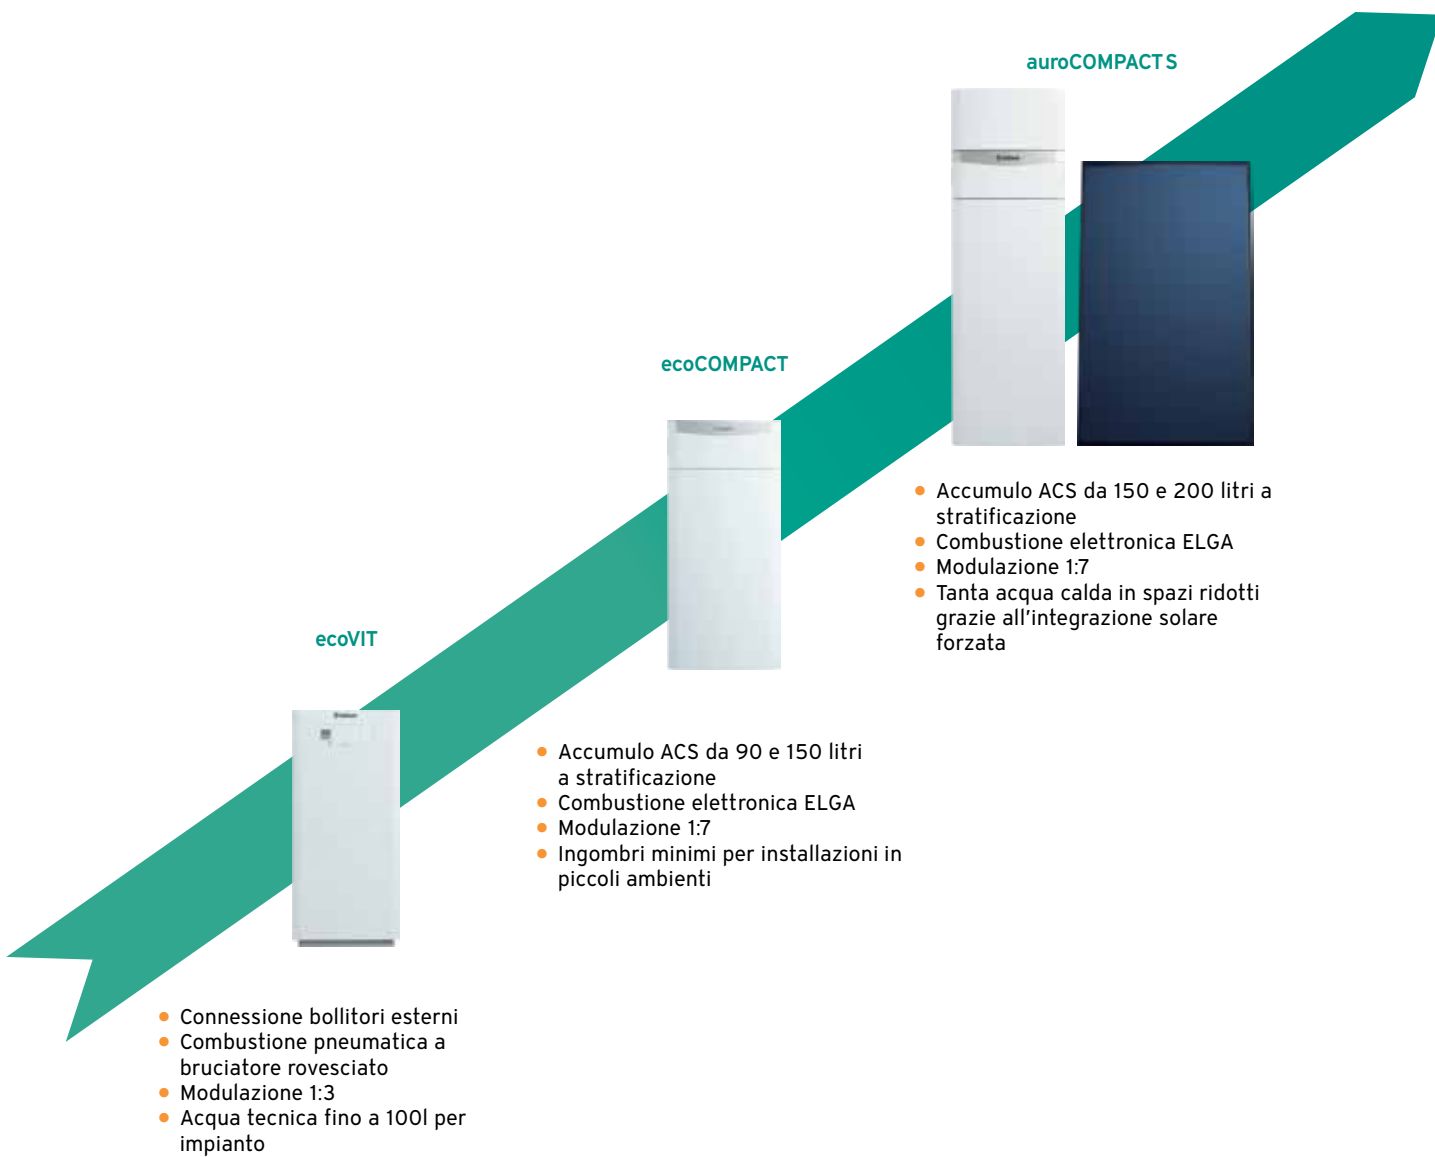 auroCOMPACT S
ecoCOMPACT
Accumulo ACS da 150 e 200 litri a
stratificazione
Combustione elettronica ELGA
Modulazione 1:7
Tanta acqua calda in spazi ridotti
grazie all'integrazione solare
forzata
ecoVIT
Accumulo ACS da 90 e 150 litri
a stratificazione
Combustione elettronica ELGA
Modulazione 1:7
Ingombri minimi per installazioni in
piccoli ambienti
Connessione bollitori esterni
Combustione pneumatica a
bruciatore rovesciato
Modulazione 1:3
Acqua tecnica fino a 100l per
impianto